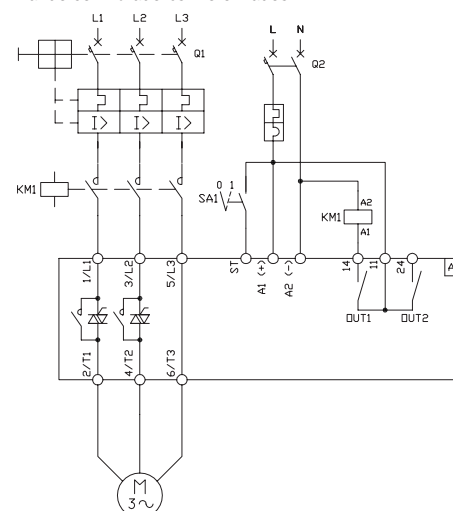 L1 L2 L3
L N
Q1
Q2
I> I> I>
KM1
SA1
0 1
KM1
A2
A1
1/L1
3/L2
5/L3
ST
A1 (+)
A2 (-)
14
11
24
A
OUT1
OUT2
2/T1
4/T2
6/T3
M
3~